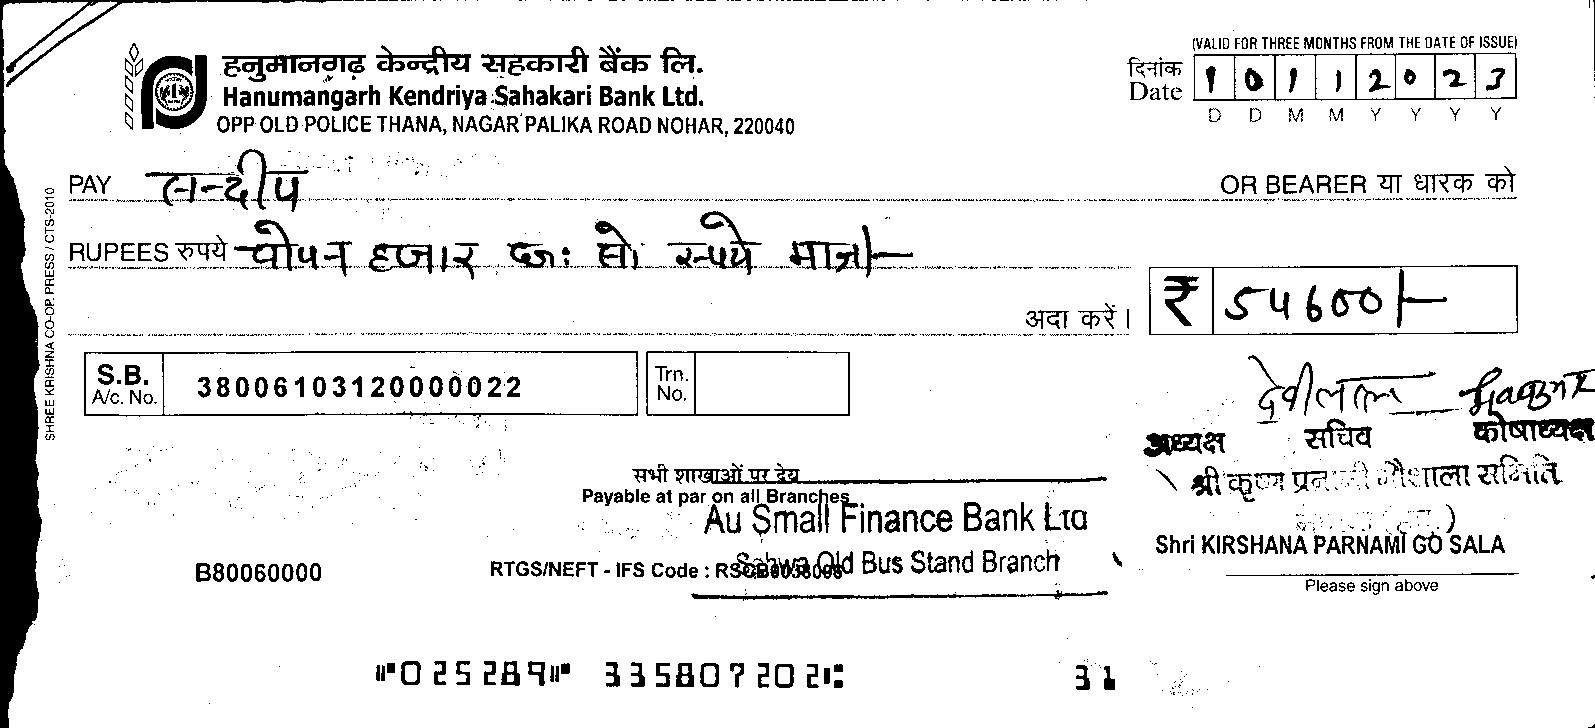 (VALID FOR THREE MONTHS FROM THE DATE OF ISSUE)
हनुमानगढ़ केन्द्रीय सहकारी बैंक लि.
Hanumangarh Kendriya Sahakari Bank Ltd.
OPP OLD POLICE THANA, NAGAR PALIKA ROAD NOHAR, 220040
दिनांक
Date 1 0 1 1 2 0 2 3
D D M M Y Y Y Y
PAY सन्दीप OR BEARER या धारक को
RUPEES रुपये चोपन हजार छः सो रूपये मात्र/-
अदा करें। ₹ 54600/-
S.B.
A/c. No. 38006103120000022
Trn.
No.
देवीलाल
अध्यक्ष सचिव कोषाध्यक्ष
श्री कृष्ण प्रनामी गौशाला समिति
सभी शाखाओं पर देय
Payable at par on all Branches
Au Small Finance Bank Ltd
Sahwa Old Bus Stand Branch
Shri KIRSHANA PARNAMI GO SALA
B80060000
RTGS/NEFT - IFS Code :
Please sign above
SHREE KRISHNA CO-OP. PRESS / CTS-2010
⑈025289⑈ 335807202⑆ 31